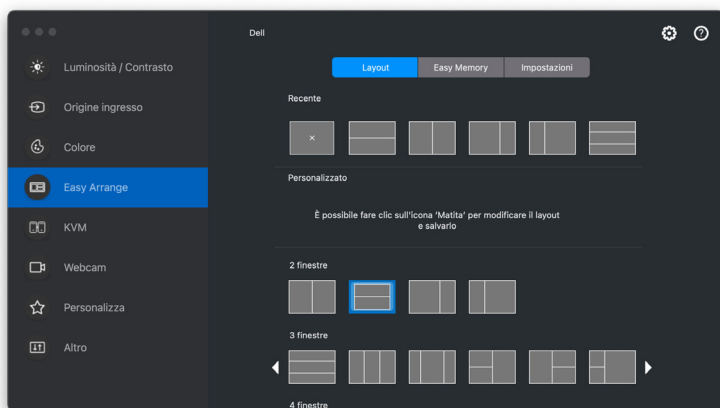 Dell
Luminosità / Contrasto
Origine ingresso
Colore
Easy Arrange
KVM
Webcam
Personalizza
Altro
Layout
Easy Memory
Impostazioni
Recente
Personalizzato
È possibile fare clic sull'icona 'Matita' per modificare il layout
e salvarlo
2 finestre
3 finestre
4 finestre